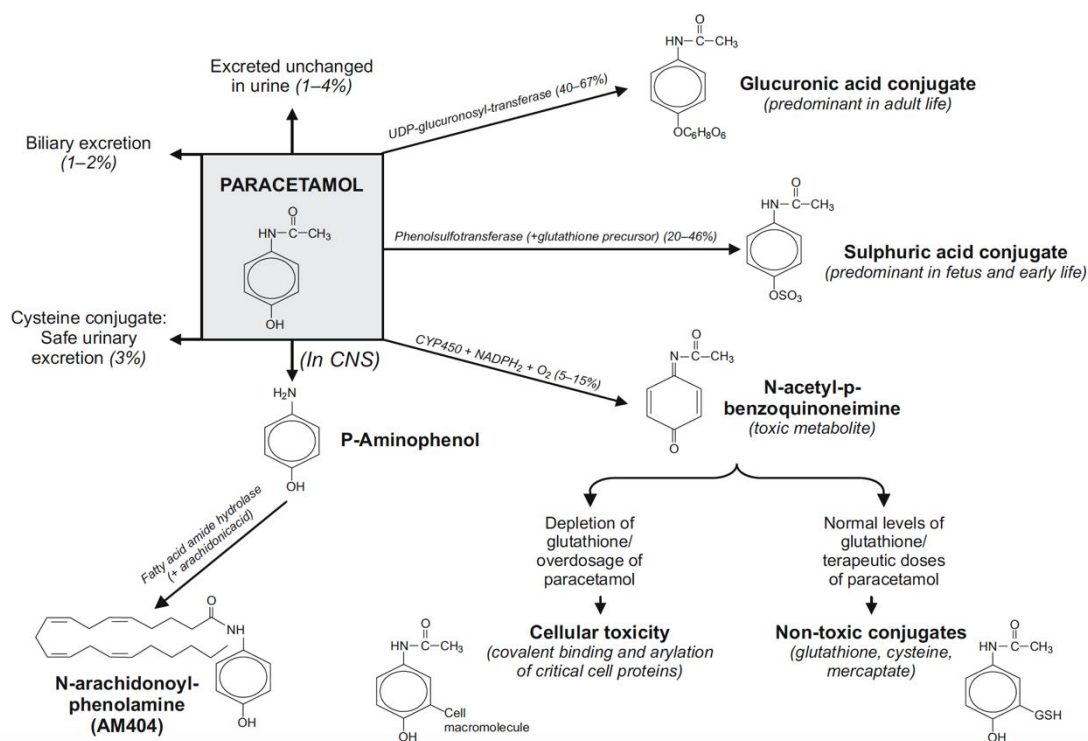 Excreted unchanged
in urine (1–4%)
Biliary excretion
(1–2%)
PARACETAMOL
O
HN–C–CH₃
OH
Cysteine conjugate:
Safe urinary
excretion (3%)
(In CNS)
UDP-glucuronosyl-transferase (40–67%)
O
HN–C–CH₃
OC₆H₈O₆
Glucuronic acid conjugate
(predominant in adult life)
Phenolsulfotransferase (+glutathione precursor) (20–46%)
O
HN–C–CH₃
OSO₃
Sulphuric acid conjugate
(predominant in fetus and early life)
CYP450 + NADPH₂ + O₂ (5–15%)
O
N–C–CH₃
O
N-acetyl-p-
benzoquinoneimine
(toxic metabolite)
H₂N
OH
P-Aminophenol
Fatty acid amide hydrolase
(+ arachidonicacid)
O
NH
OH
N-arachidonoyl-
phenolamine
(AM404)
Depletion of
glutathione/
overdosage of
paracetamol
Cellular toxicity
(covalent binding and arylation
of critical cell proteins)
O
HN–C–CH₃
Cell
macromolecule
OH
Normal levels of
glutathione/
terapeutic doses
of paracetamol
Non-toxic conjugates
(glutathione, cysteine,
mercaptate)
O
HN–C–CH₃
GSH
OH